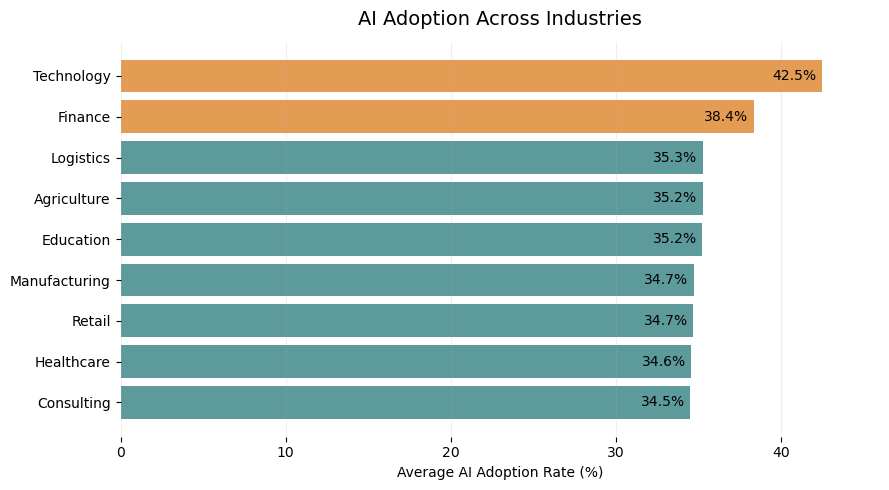 AI Adoption Across Industries
Technology 42.5%
Finance 38.4%
Logistics 35.3%
Agriculture 35.2%
Education 35.2%
Manufacturing 34.7%
Retail 34.7%
Healthcare 34.6%
Consulting 34.5%
0 10 20 30 40
Average AI Adoption Rate (%)